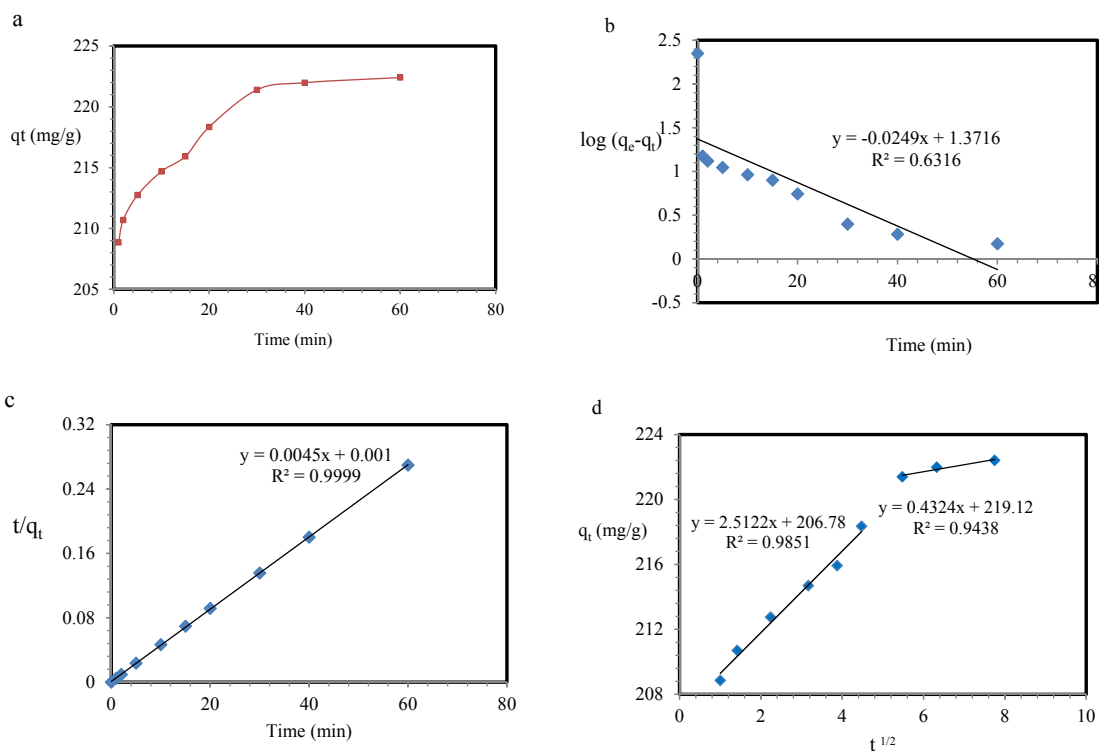 a
225
220
215
210
205
qt (mg/g)
0 20 40 60 80
Time (min)
b
2.5
2
1.5
1
0.5
0
-0.5
log (qe-qt)
y = -0.0249x + 1.3716
R² = 0.6316
0 20 40 60 80
Time (min)
c
0.32
0.24
0.16
0.08
0
t/qt
y = 0.0045x + 0.001
R² = 0.9999
0 20 40 60 80
Time (min)
d
224
220
216
212
208
qt (mg/g)
y = 2.5122x + 206.78
R² = 0.9851
y = 0.4324x + 219.12
R² = 0.9438
0 2 4 6 8 10
t 1/2